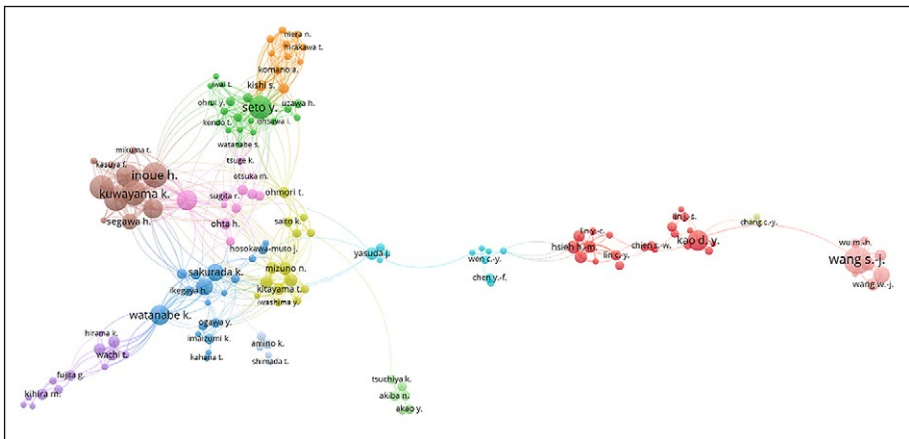 mera n.
hirakawa t.
komano a.
iwai t.
kishi s.
ohrui y.
seto y.
uzawa h.
kondo t.
ohsawa i.
watanabe s.
mikuma t.
tsuge k.
kasuya f.
inoue h.
otsuka m.
kuwayama k.
sugita r.
ohmori t.
segawa h.
ohta h.
saito k.
hosokawa-muto j.
yasuda j.
sakurada k.
mizuno n.
ikegaya h.
kitayama t.
iwashima y.
watanabe k.
ogawa y.
hirama k.
imaizumi k.
amino k.
wachi t.
kahana t.
shimada t.
fujita g.
kihira m.
tsuchiya k.
akiba n.
akao y.
wen c.-y.
chen y.-f.
lin y.-c.
hsieh h.-m.
lin c.-y.
chien s.-w.
lin j.-s.
kao d.-y.
chang c.-y.
wu m.-h.
wang s.-j.
wang w.-j.